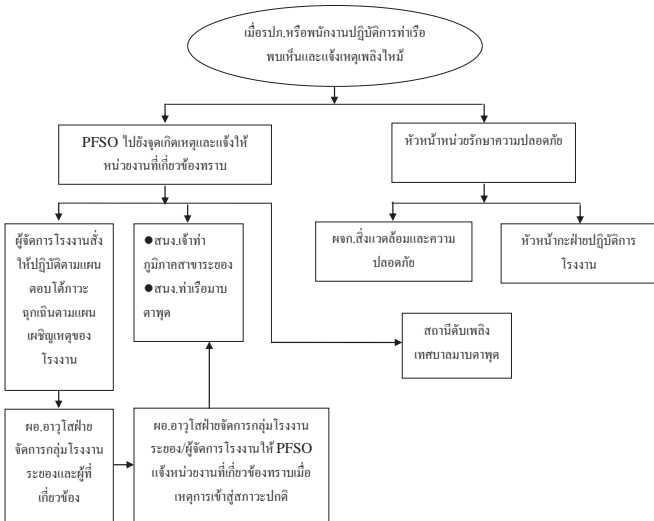 เมื่อรปภ.หรือพนักงานปฎิบัติการท่าเรือ
พบเห็นและแจ้งเหตุเพลิงไหม้
PFSO ไปยังจุดเกิดเหตุและแจ้งให้
หน่วยงานที่เกี่ยวข้องทราบ
หัวหน้าหน่วยรักษาความปลอดภัย
ผู้จัดการโรงงานสั่ง
ให้ปฎิบัติตามแผน
ตอบโต้ภาวะ
ฉุกเฉินตามแผน
เผชิญเหตุของ
โรงงาน
●สนง.เจ้าท่า
ภูมิภาคสาขาระยอง
●สนง.ท่าเรือมาบ
ตาพุด
ผจก.สิ่งแวดล้อมและความ
ปลอดภัย
หัวหน้ากะฝ่ายปฎิบัติการ
โรงงาน
สถานีดับเพลิง
เทศบาลมาบตาพุด
ผอ.อาวุโสฝ่าย
จัดการกลุ่มโรงงาน
ระยองและผู้ที่
เกี่ยวข้อง
ผอ.อาวุโสฝ่ายจัดการกลุ่มโรงงาน
ระยอง/ผู้จัดการโรงงานให้ PFSO
แจ้งหน่วยงานที่เกี่ยวข้องทราบเมื่อ
เหตุการเข้าสู่สภาวะปกติ